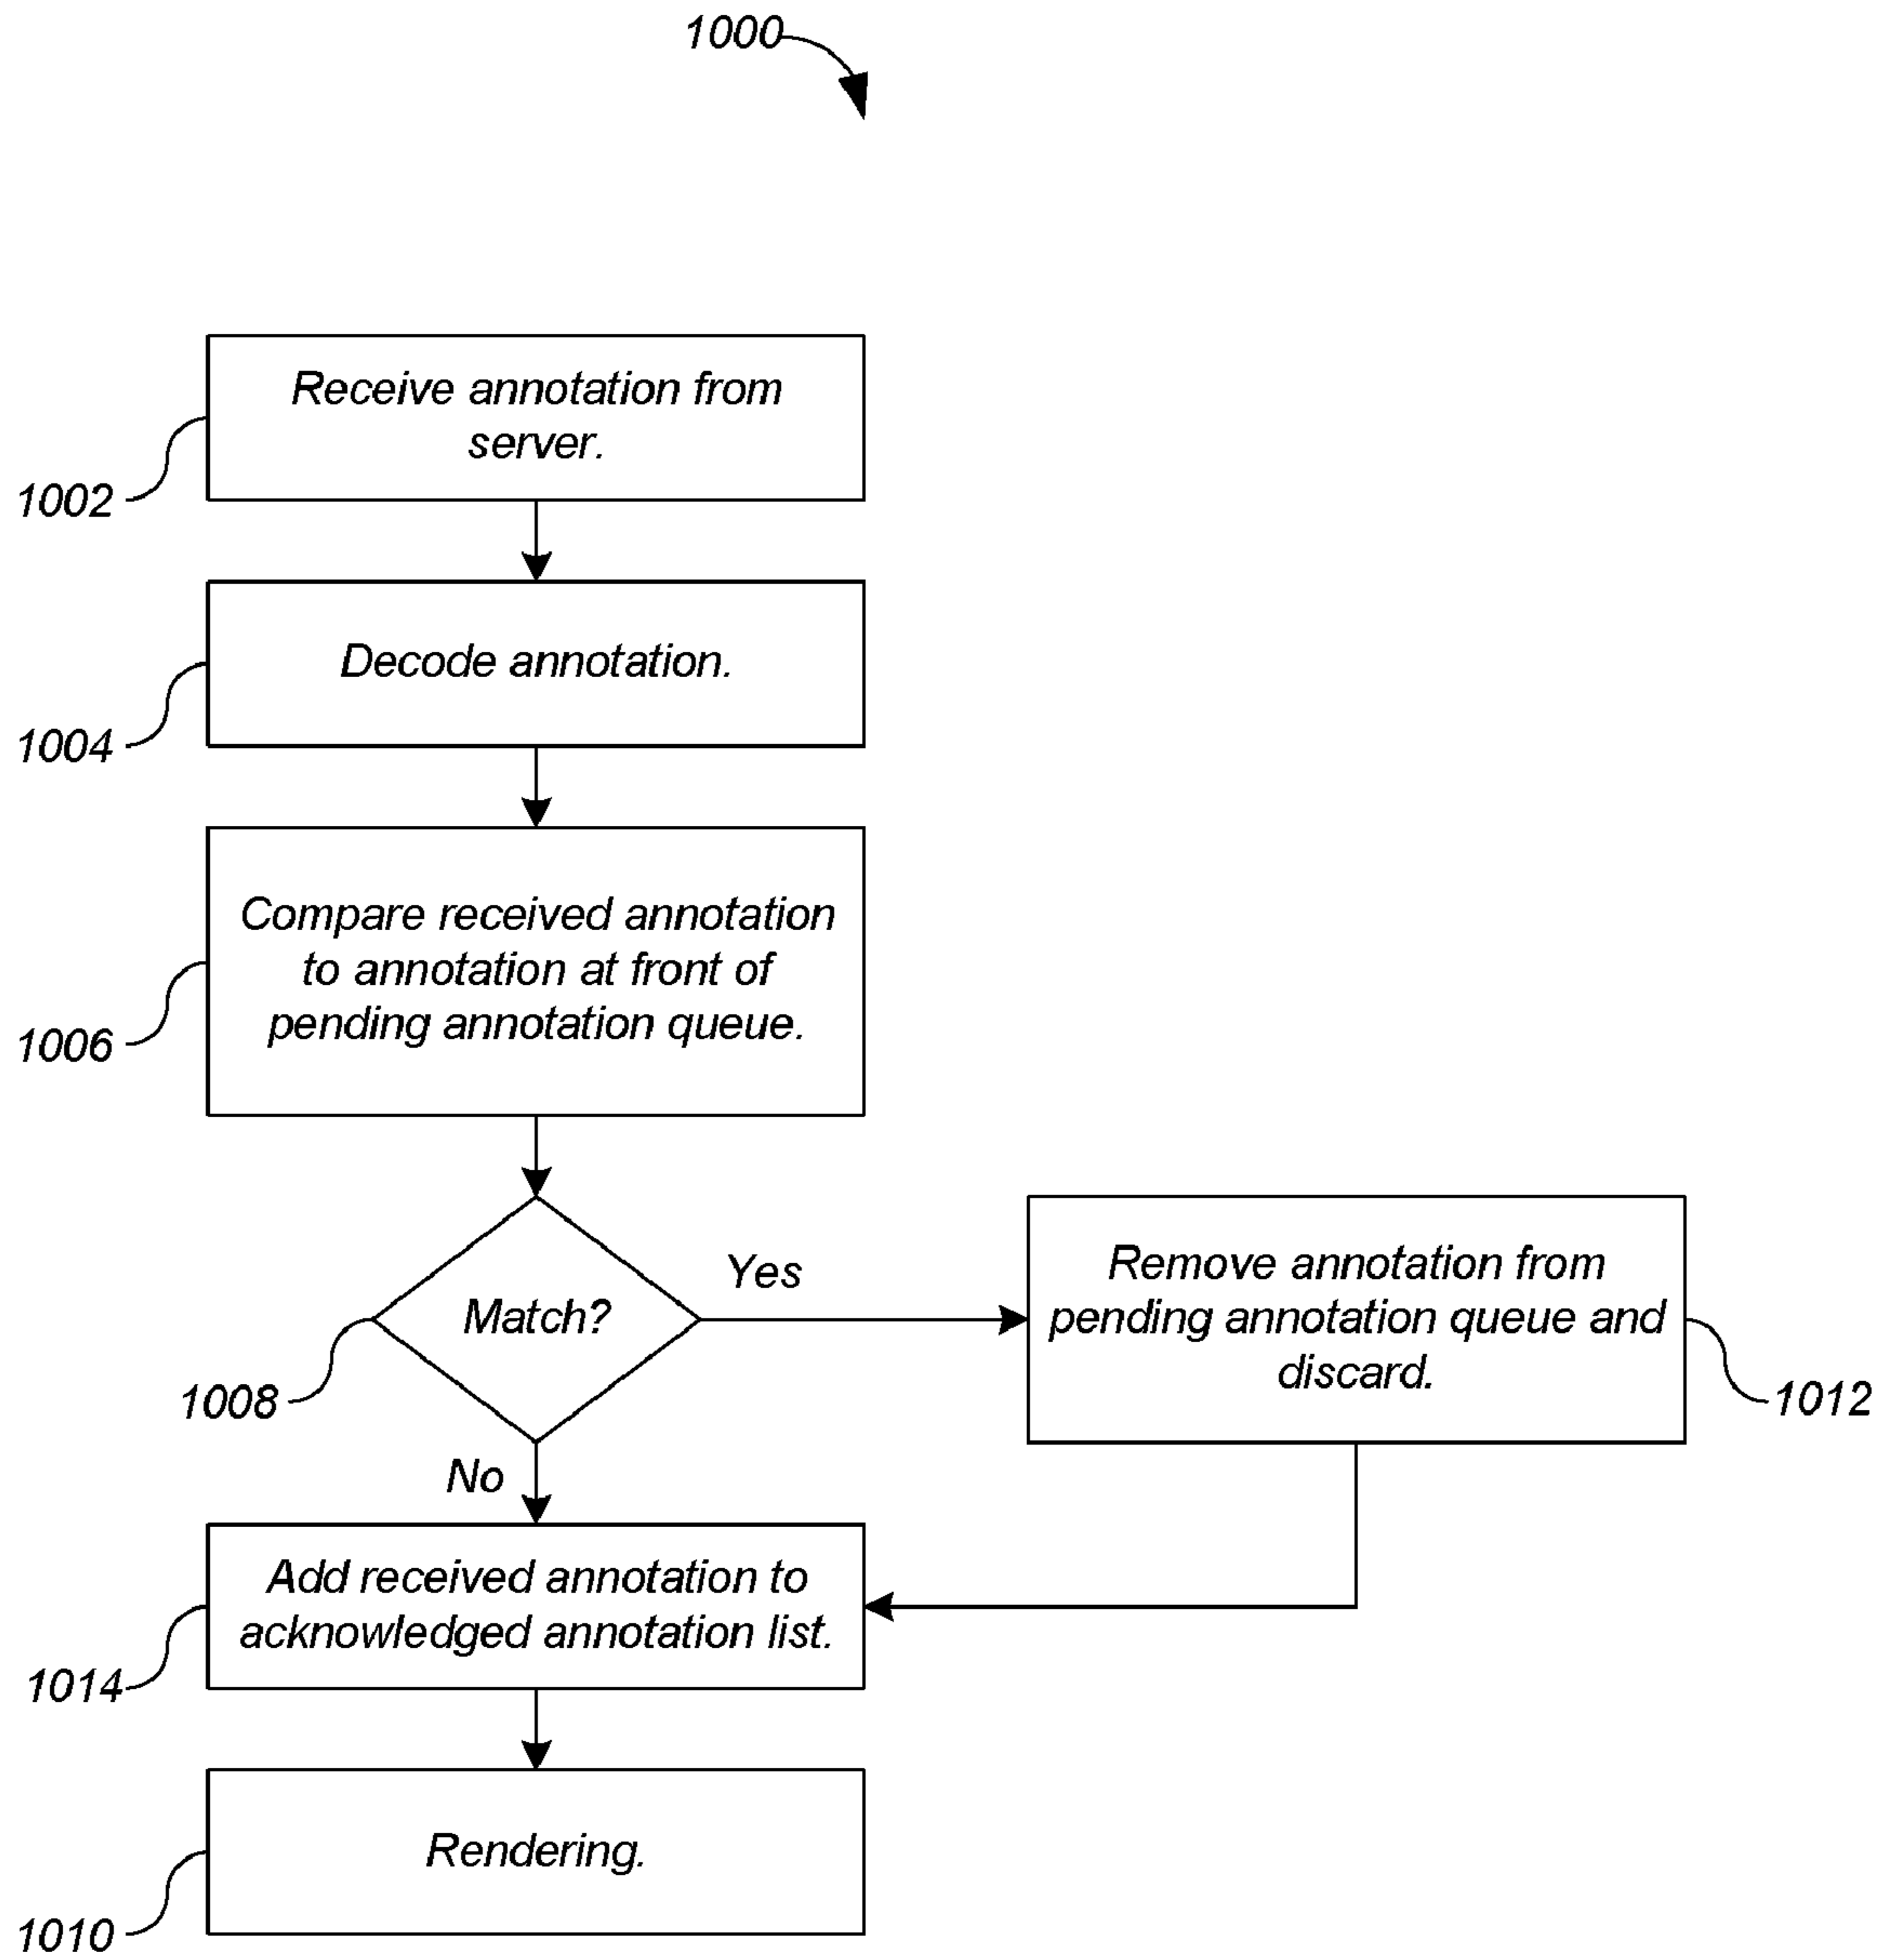 1000
Receive annotation from
server.
1002
Decode annotation.
1004
Compare received annotation
to annotation at front of
pending annotation queue.
1006
Match?
Yes
1008
Remove annotation from
pending annotation queue and
discard.
1012
No
Add received annotation to
acknowledged annotation list.
1014
Rendering.
1010